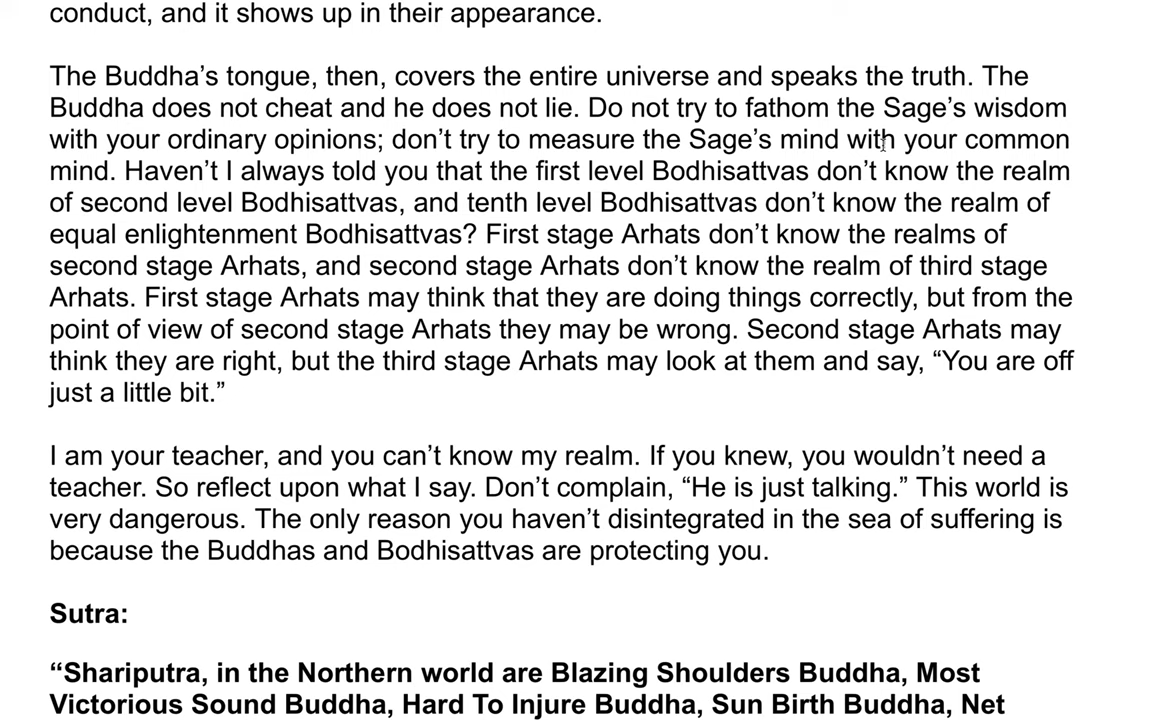 conduct, and it shows up in their appearance.
The Buddha’s tongue, then, covers the entire universe and speaks the truth. The
Buddha does not cheat and he does not lie. Do not try to fathom the Sage’s wisdom
with your ordinary opinions; don’t try to measure the Sage’s mind with your common
mind. Haven’t I always told you that the first level Bodhisattvas don’t know the realm
of second level Bodhisattvas, and tenth level Bodhisattvas don’t know the realm of
equal enlightenment Bodhisattvas? First stage Arhats don’t know the realms of
second stage Arhats, and second stage Arhats don’t know the realm of third stage
Arhats. First stage Arhats may think that they are doing things correctly, but from the
point of view of second stage Arhats they may be wrong. Second stage Arhats may
think they are right, but the third stage Arhats may look at them and say, “You are off
just a little bit.”
I am your teacher, and you can’t know my realm. If you knew, you wouldn’t need a
teacher. So reflect upon what I say. Don’t complain, “He is just talking.” This world is
very dangerous. The only reason you haven’t disintegrated in the sea of suffering is
because the Buddhas and Bodhisattvas are protecting you.
Sutra:
“Shariputra, in the Northern world are Blazing Shoulders Buddha, Most
Victorious Sound Buddha, Hard To Injure Buddha, Sun Birth Buddha, Net